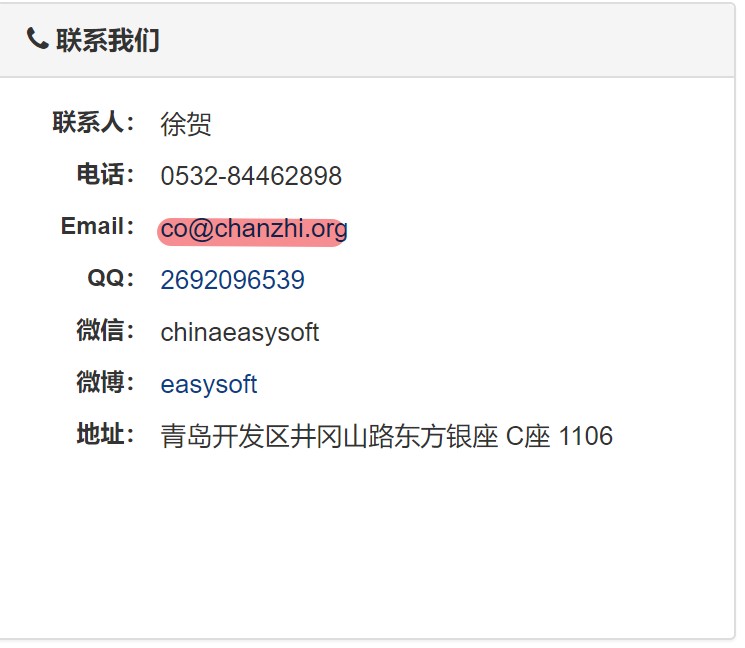 联系我们
联系人： 徐贺
电话： 0532-84462898
Email： co@chanzhi.org
QQ： 2692096539
微信： chinaeasysoft
微博： easysoft
地址： 青岛开发区井冈山路东方银座 C座 1106